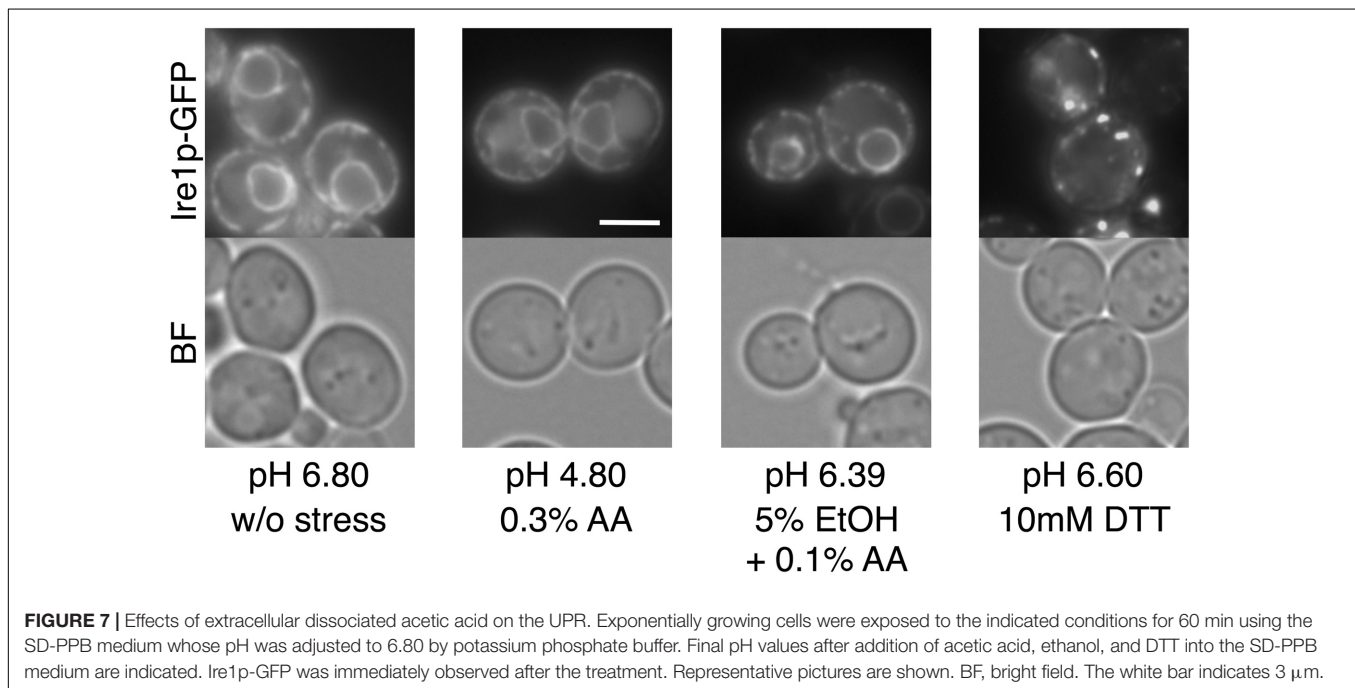 Ire1p-GFP
BF
pH 6.80
w/o stress
pH 4.80
0.3% AA
pH 6.39
5% EtOH
+ 0.1% AA
pH 6.60
10mM DTT
FIGURE 7 | Effects of extracellular dissociated acetic acid on the UPR. Exponentially growing cells were exposed to the indicated conditions for 60 min using the
SD-PPB medium whose pH was adjusted to 6.80 by potassium phosphate buffer. Final pH values after addition of acetic acid, ethanol, and DTT into the SD-PPB
medium are indicated. Ire1p-GFP was immediately observed after the treatment. Representative pictures are shown. BF, bright field. The white bar indicates 3 μm.